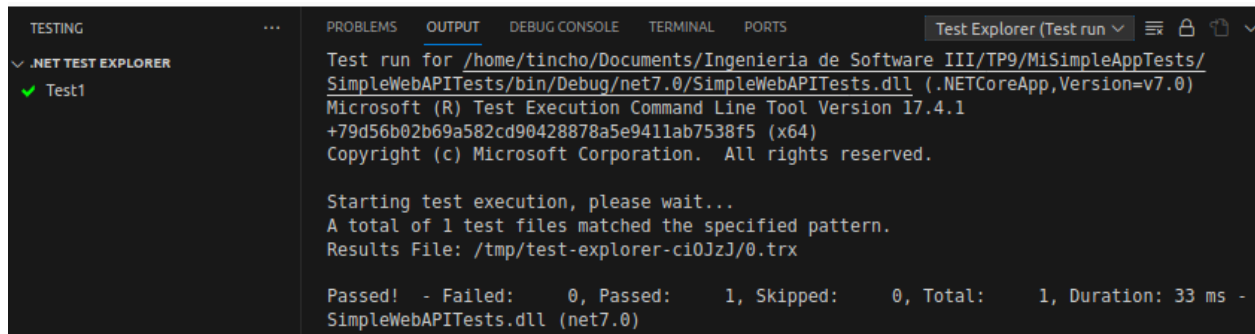 TESTING ...
.NET TEST EXPLORER
Test1
PROBLEMS OUTPUT DEBUG CONSOLE TERMINAL PORTS Test Explorer (Test run
Test run for /home/tincho/Documents/Ingenieria de Software III/TP9/MiSimpleAppTests/
SimpleWebAPITests/bin/Debug/net7.0/SimpleWebAPITests.dll (.NETCoreApp,Version=v7.0)
Microsoft (R) Test Execution Command Line Tool Version 17.4.1
+79d56b02b69a582cd90428878a5e9411ab7538f5 (x64)
Copyright (c) Microsoft Corporation.  All rights reserved.
Starting test execution, please wait...
A total of 1 test files matched the specified pattern.
Results File: /tmp/test-explorer-ciOJzJ/0.trx
Passed!  - Failed:     0, Passed:     1, Skipped:     0, Total:     1, Duration: 33 ms -
SimpleWebAPITests.dll (net7.0)